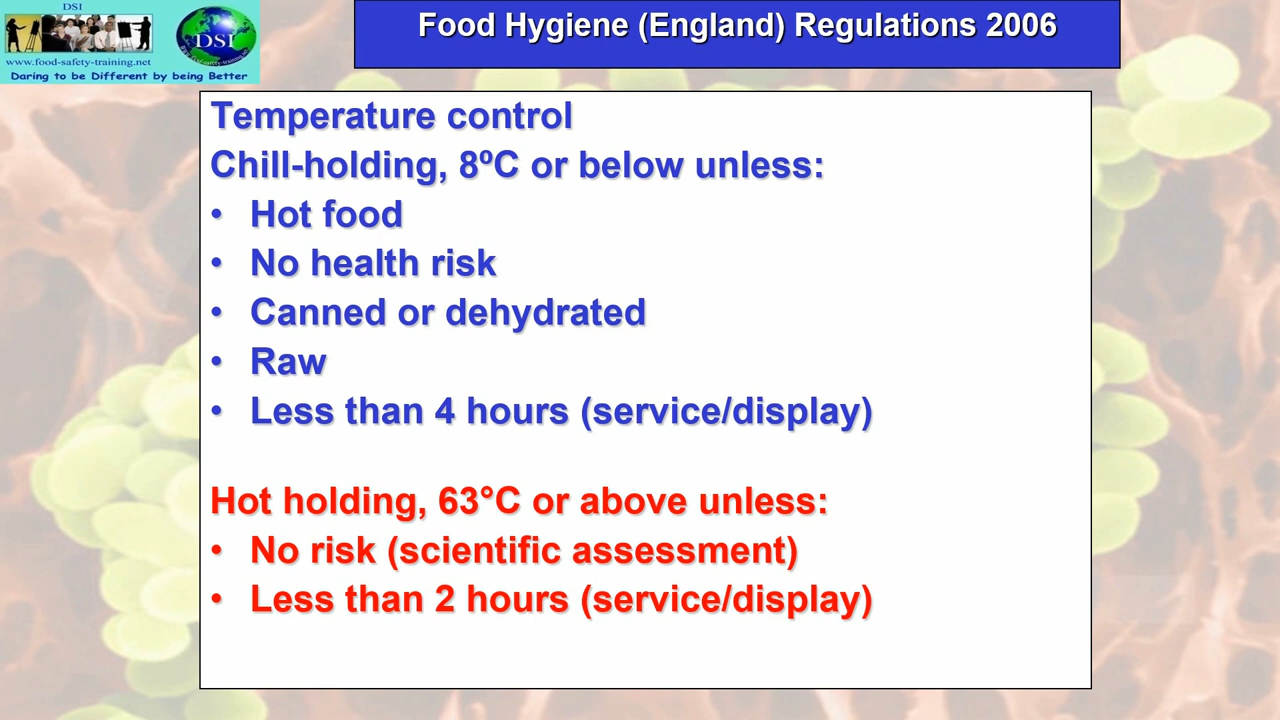 DSI
DSI
www.food-safety-training.net
Daring to be Different by being Better
Food Hygiene (England) Regulations 2006
Temperature control
Chill-holding, 8ºC or below unless:
• Hot food
• No health risk
• Canned or dehydrated
• Raw
• Less than 4 hours (service/display)
Hot holding, 63°C or above unless:
• No risk (scientific assessment)
• Less than 2 hours (service/display)